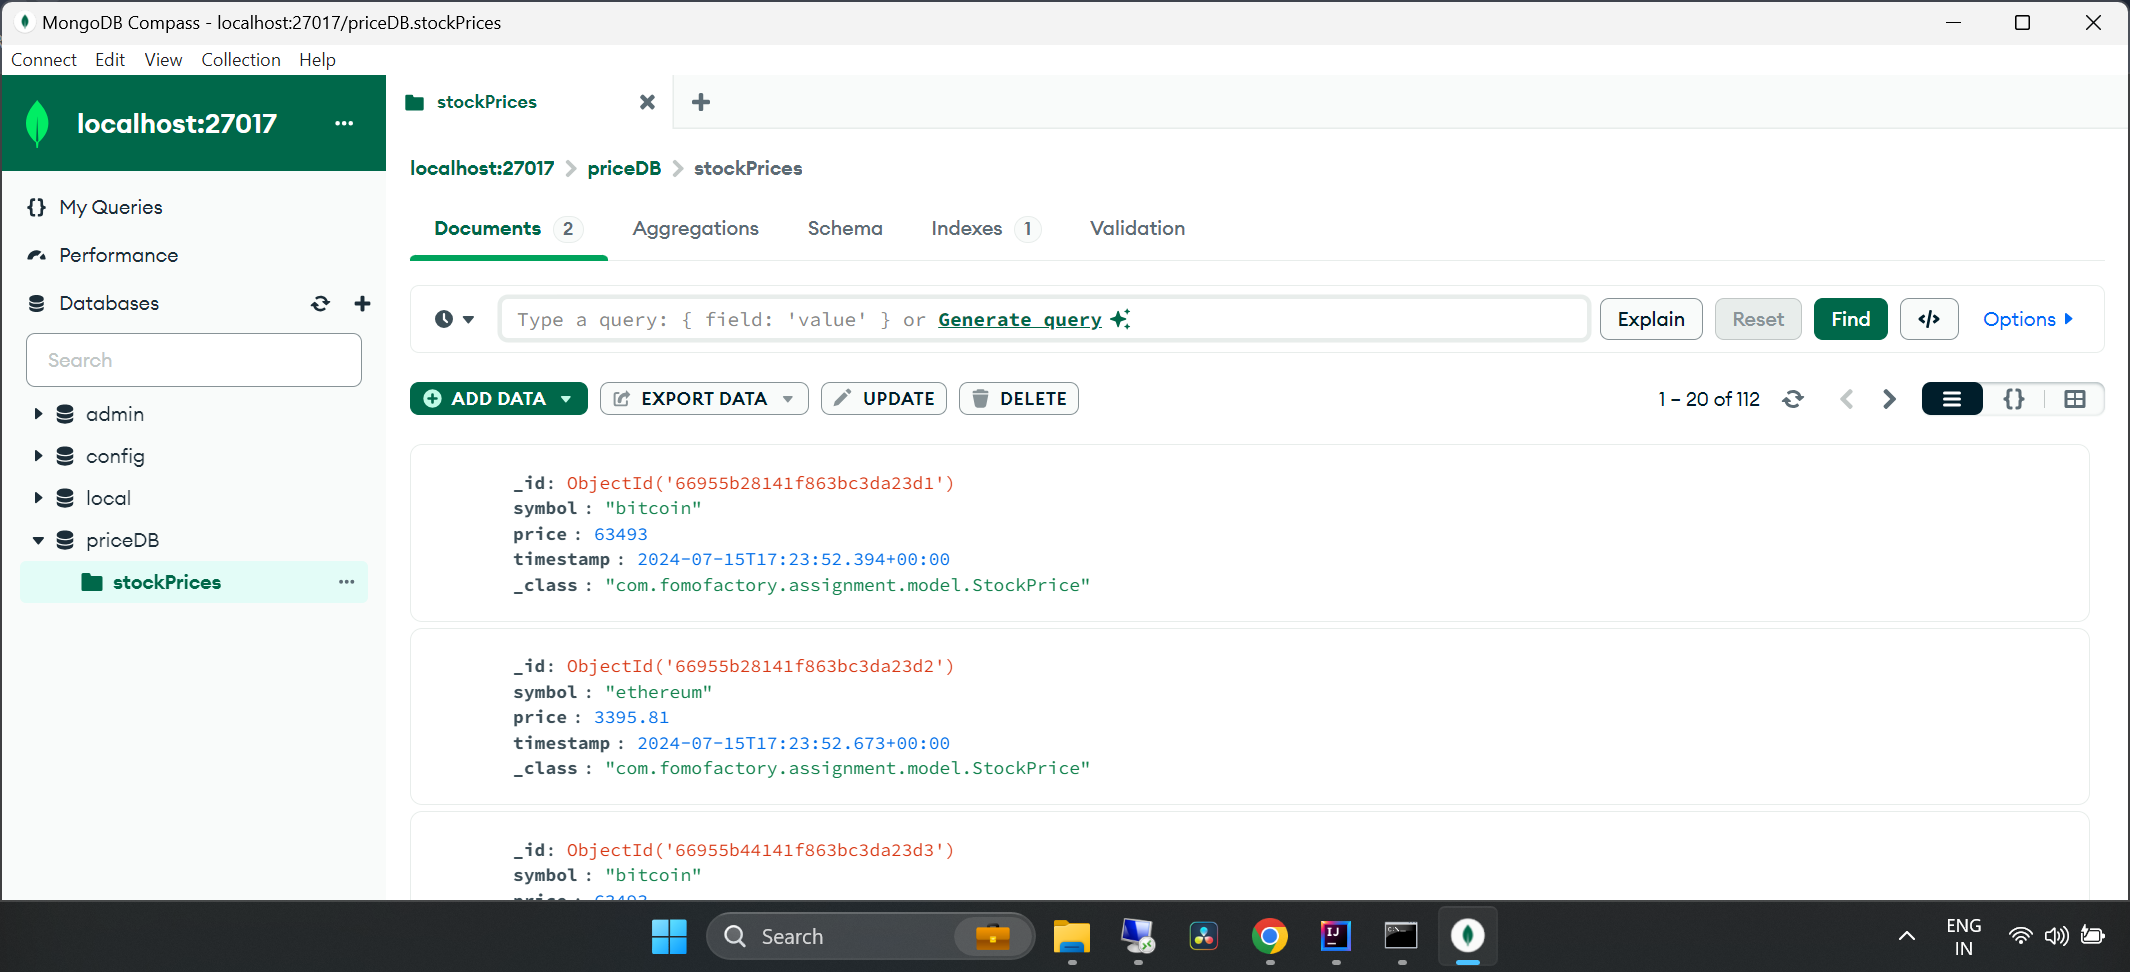 MongoDB Compass - localhost:27017/priceDB.stockPrices
Connect Edit View Collection Help
localhost:27017 ...
My Queries
Performance
Databases
Search
admin
config
local
priceDB
stockPrices ...
stockPrices
localhost:27017 > priceDB > stockPrices
Documents 2 Aggregations Schema Indexes 1 Validation
Type a query: { field: 'value' } or Generate query
Explain Reset Find </> Options
ADD DATA EXPORT DATA UPDATE DELETE
1 – 20 of 112
{}
_id: ObjectId('66955b28141f863bc3da23d1')
symbol : "bitcoin"
price : 63493
timestamp : 2024-07-15T17:23:52.394+00:00
_class : "com.fomofactory.assignment.model.StockPrice"
_id: ObjectId('66955b28141f863bc3da23d2')
symbol : "ethereum"
price : 3395.81
timestamp : 2024-07-15T17:23:52.673+00:00
_class : "com.fomofactory.assignment.model.StockPrice"
_id: ObjectId('66955b44141f863bc3da23d3')
symbol : "bitcoin"
price : 63493
Search
IJ
ENG
IN